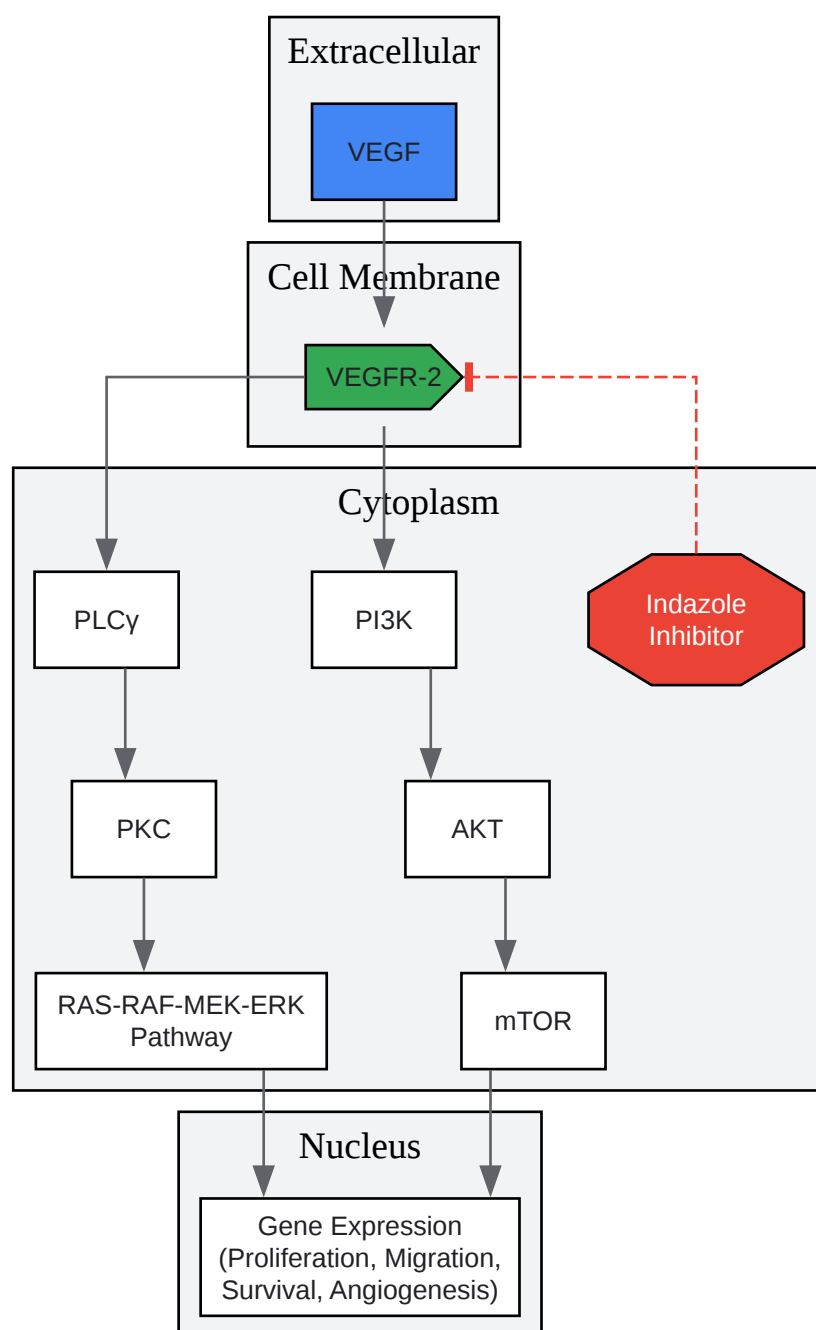 Extracellular
VEGF
Cell Membrane
VEGFR-2
Cytoplasm
PLCγ
PI3K
Indazole
Inhibitor
PKC
AKT
RAS-RAF-MEK-ERK
Pathway
mTOR
Nucleus
Gene Expression
(Proliferation, Migration,
Survival, Angiogenesis)